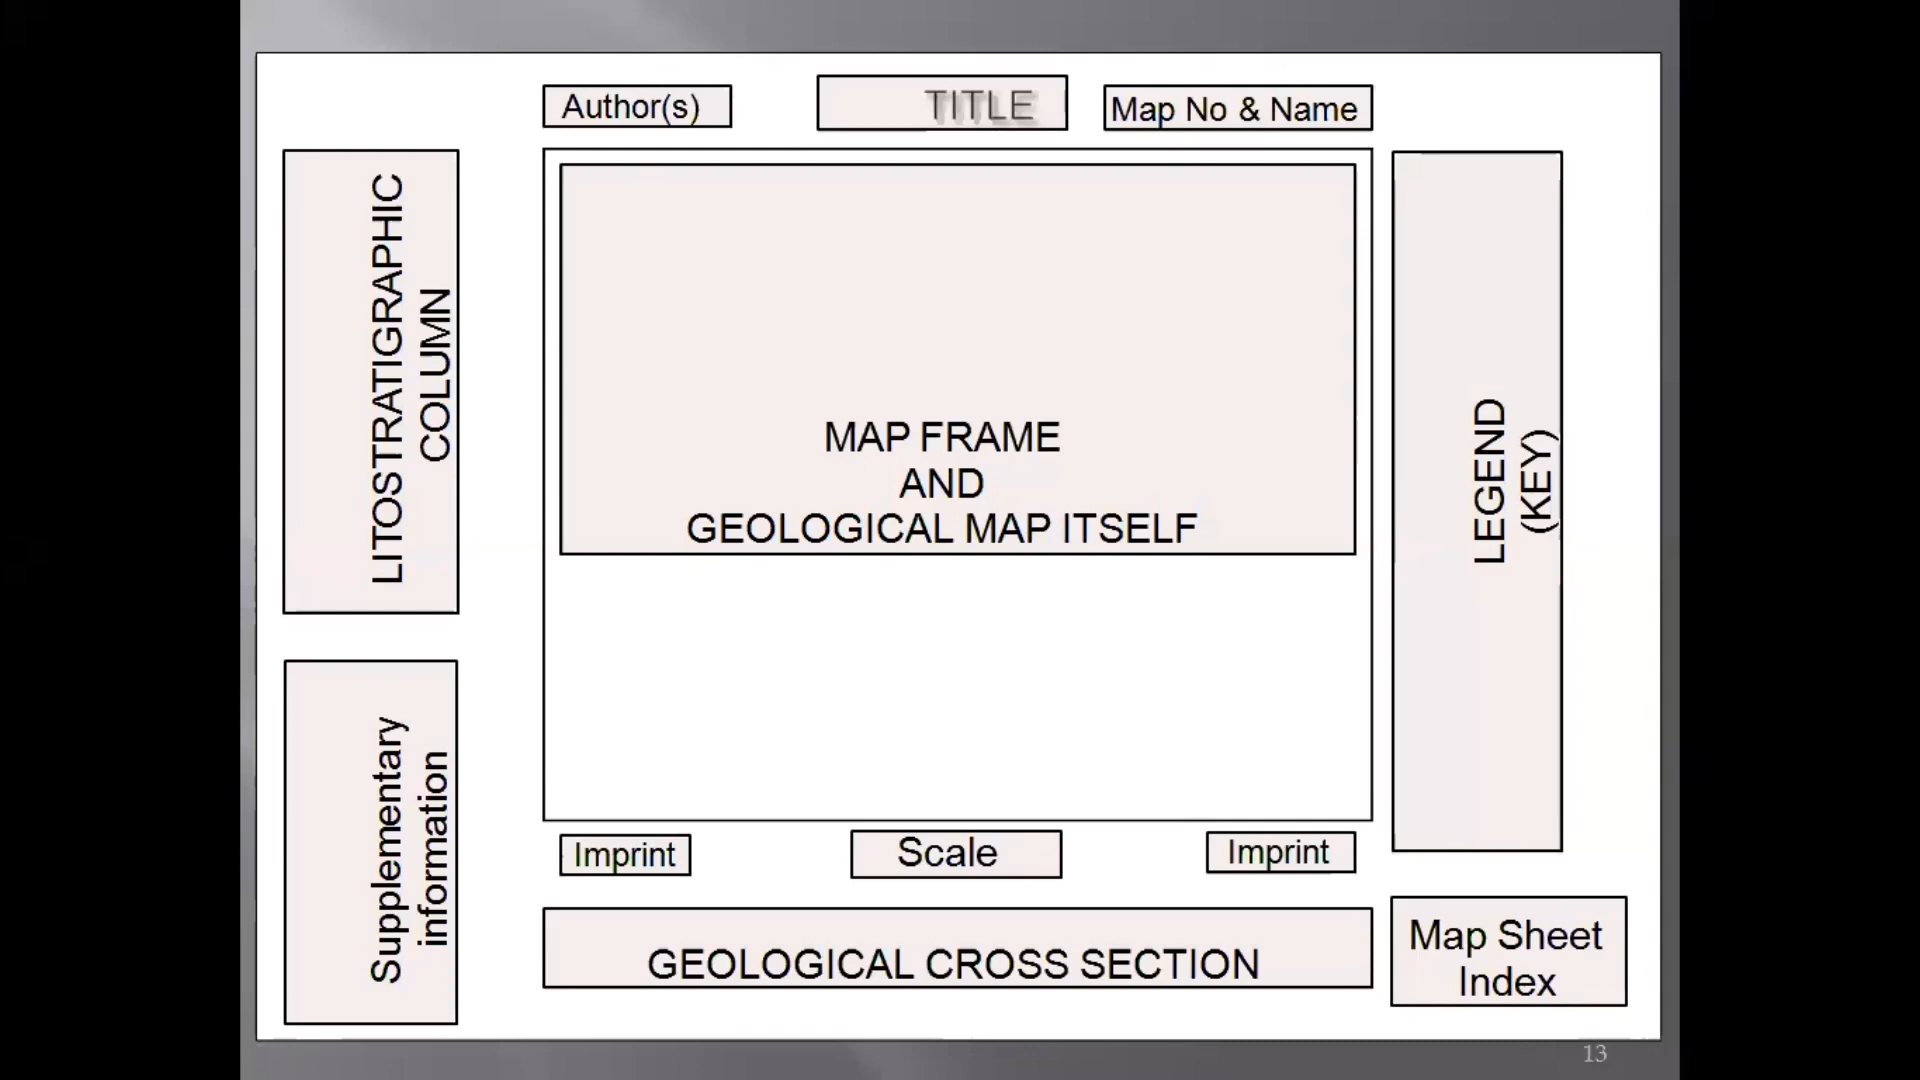 Author(s)
TITLE
Map No & Name
LITOSTRATIGRAPHIC
COLUMN
MAP FRAME
AND
GEOLOGICAL MAP ITSELF
LEGEND
(KEY)
Supplementary
information
Imprint
Scale
Imprint
GEOLOGICAL CROSS SECTION
Map Sheet
Index
13